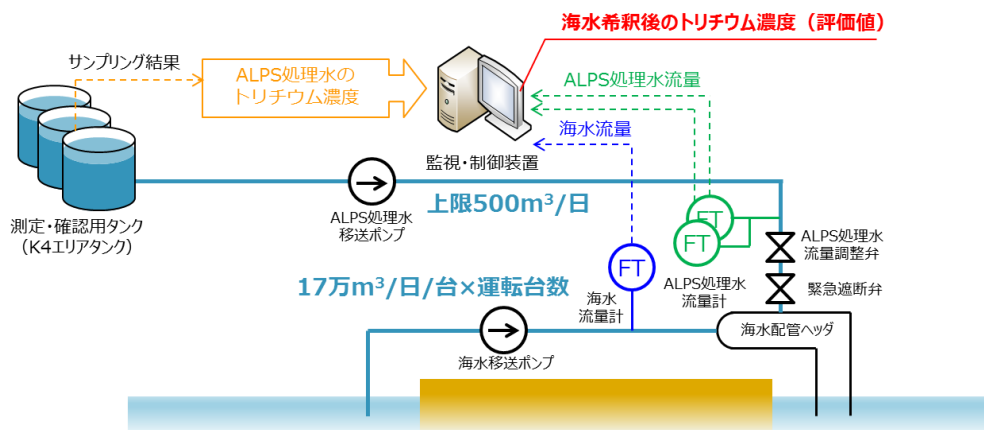 海水希釈後のトリチウム濃度（評価値）
サンプリング結果
ALPS処理水の
トリチウム濃度
ALPS処理水流量
海水流量
監視・制御装置
上限500m³/日
ALPS処理水
移送ポンプ
測定・確認用タンク
（K4エリアタンク）
FT
FT
ALPS処理水
流量調整弁
FT
ALPS処理水
流量計
緊急遮断弁
17万m³/日/台×運転台数
海水
流量計
海水配管ヘッダ
海水移送ポンプ